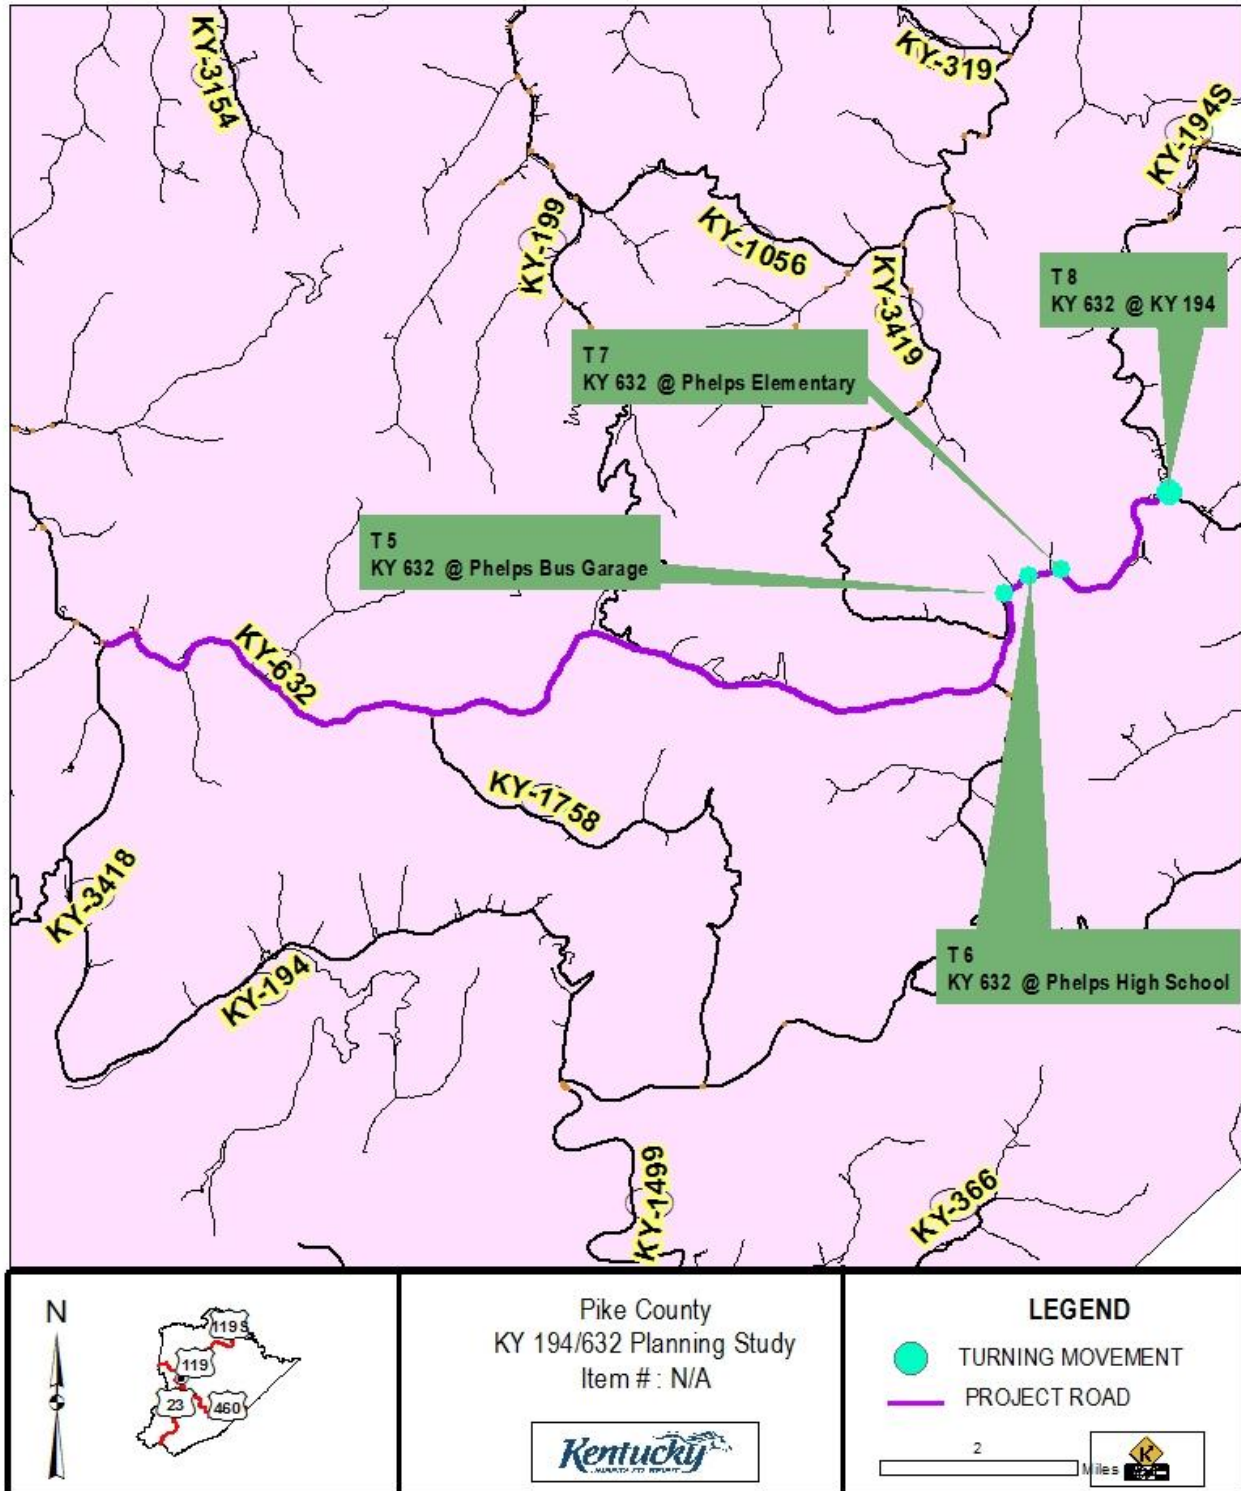 KY-3154
KY-319
KY-194S
KY-199
KY-1056
KY-3419
T 8
KY 632 @ KY 194
T 7
KY 632 @ Phelps Elementary
T 5
KY 632 @ Phelps Bus Garage
KY-632
KY-1758
KY-3418
KY-194
T 6
KY 632 @ Phelps High School
KY-1499
KY-366
N
119S
119
23
460
Pike County
KY 194/632 Planning Study
Item # : N/A
Kentucky
LEGEND
TURNING MOVEMENT
PROJECT ROAD
2
Miles
K